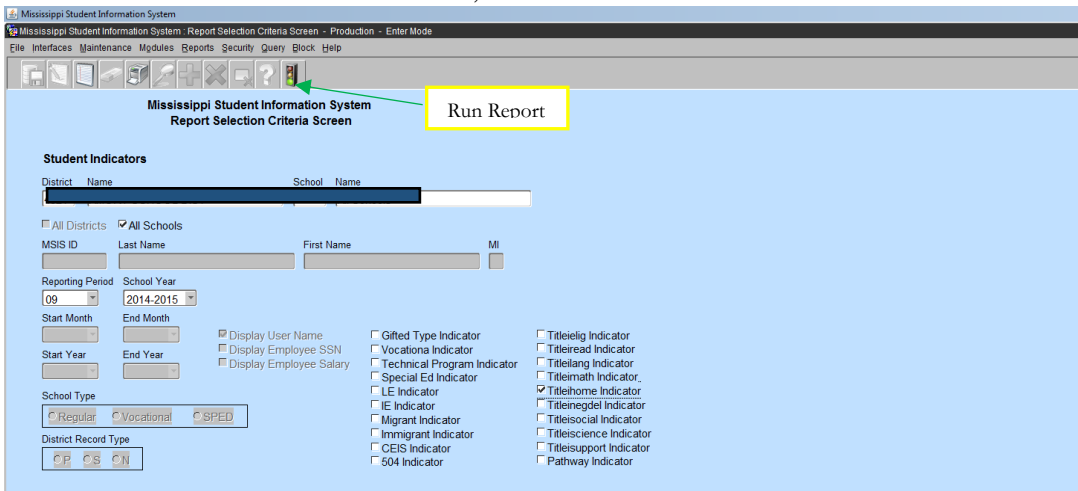 Mississippi Student Information System
Mississippi Student Information System : Report Selection Criteria Screen - Production - Enter Mode
File Interfaces Maintenance Modules Reports Security Query Block Help
Run Report
Mississippi Student Information System
Report Selection Criteria Screen
Student Indicators
District Name School Name
All Districts All Schools
MSIS ID Last Name First Name MI
Reporting Period School Year
09 2014-2015
Start Month End Month
Display User Name Gifted Type Indicator Titleielig Indicator
Display Employee SSN Vocationa Indicator Titleiread Indicator
Start Year End Year
Display Employee Salary Technical Program Indicator Titleilang Indicator
Special Ed Indicator Titleimath Indicator
School Type
LE Indicator Titleihome Indicator
Regular Vocational SPED
IE Indicator Titleinegdel Indicator
Migrant Indicator Titleisocial Indicator
District Record Type
Immigrant Indicator Titleiscience Indicator
CEIS Indicator Titleisupport Indicator
P S N
504 Indicator Pathway Indicator